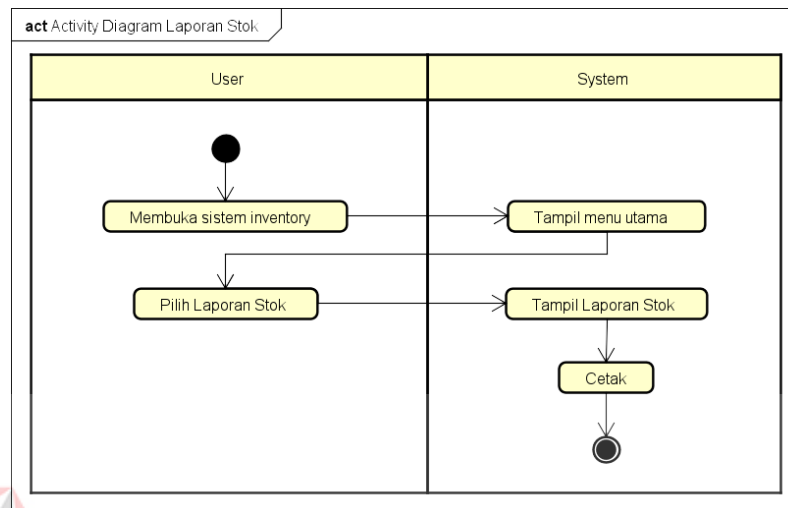 act Activity Diagram Laporan Stok
User
System
Membuka sistem inventory
Tampil menu utama
Pilih Laporan Stok
Tampil Laporan Stok
Cetak